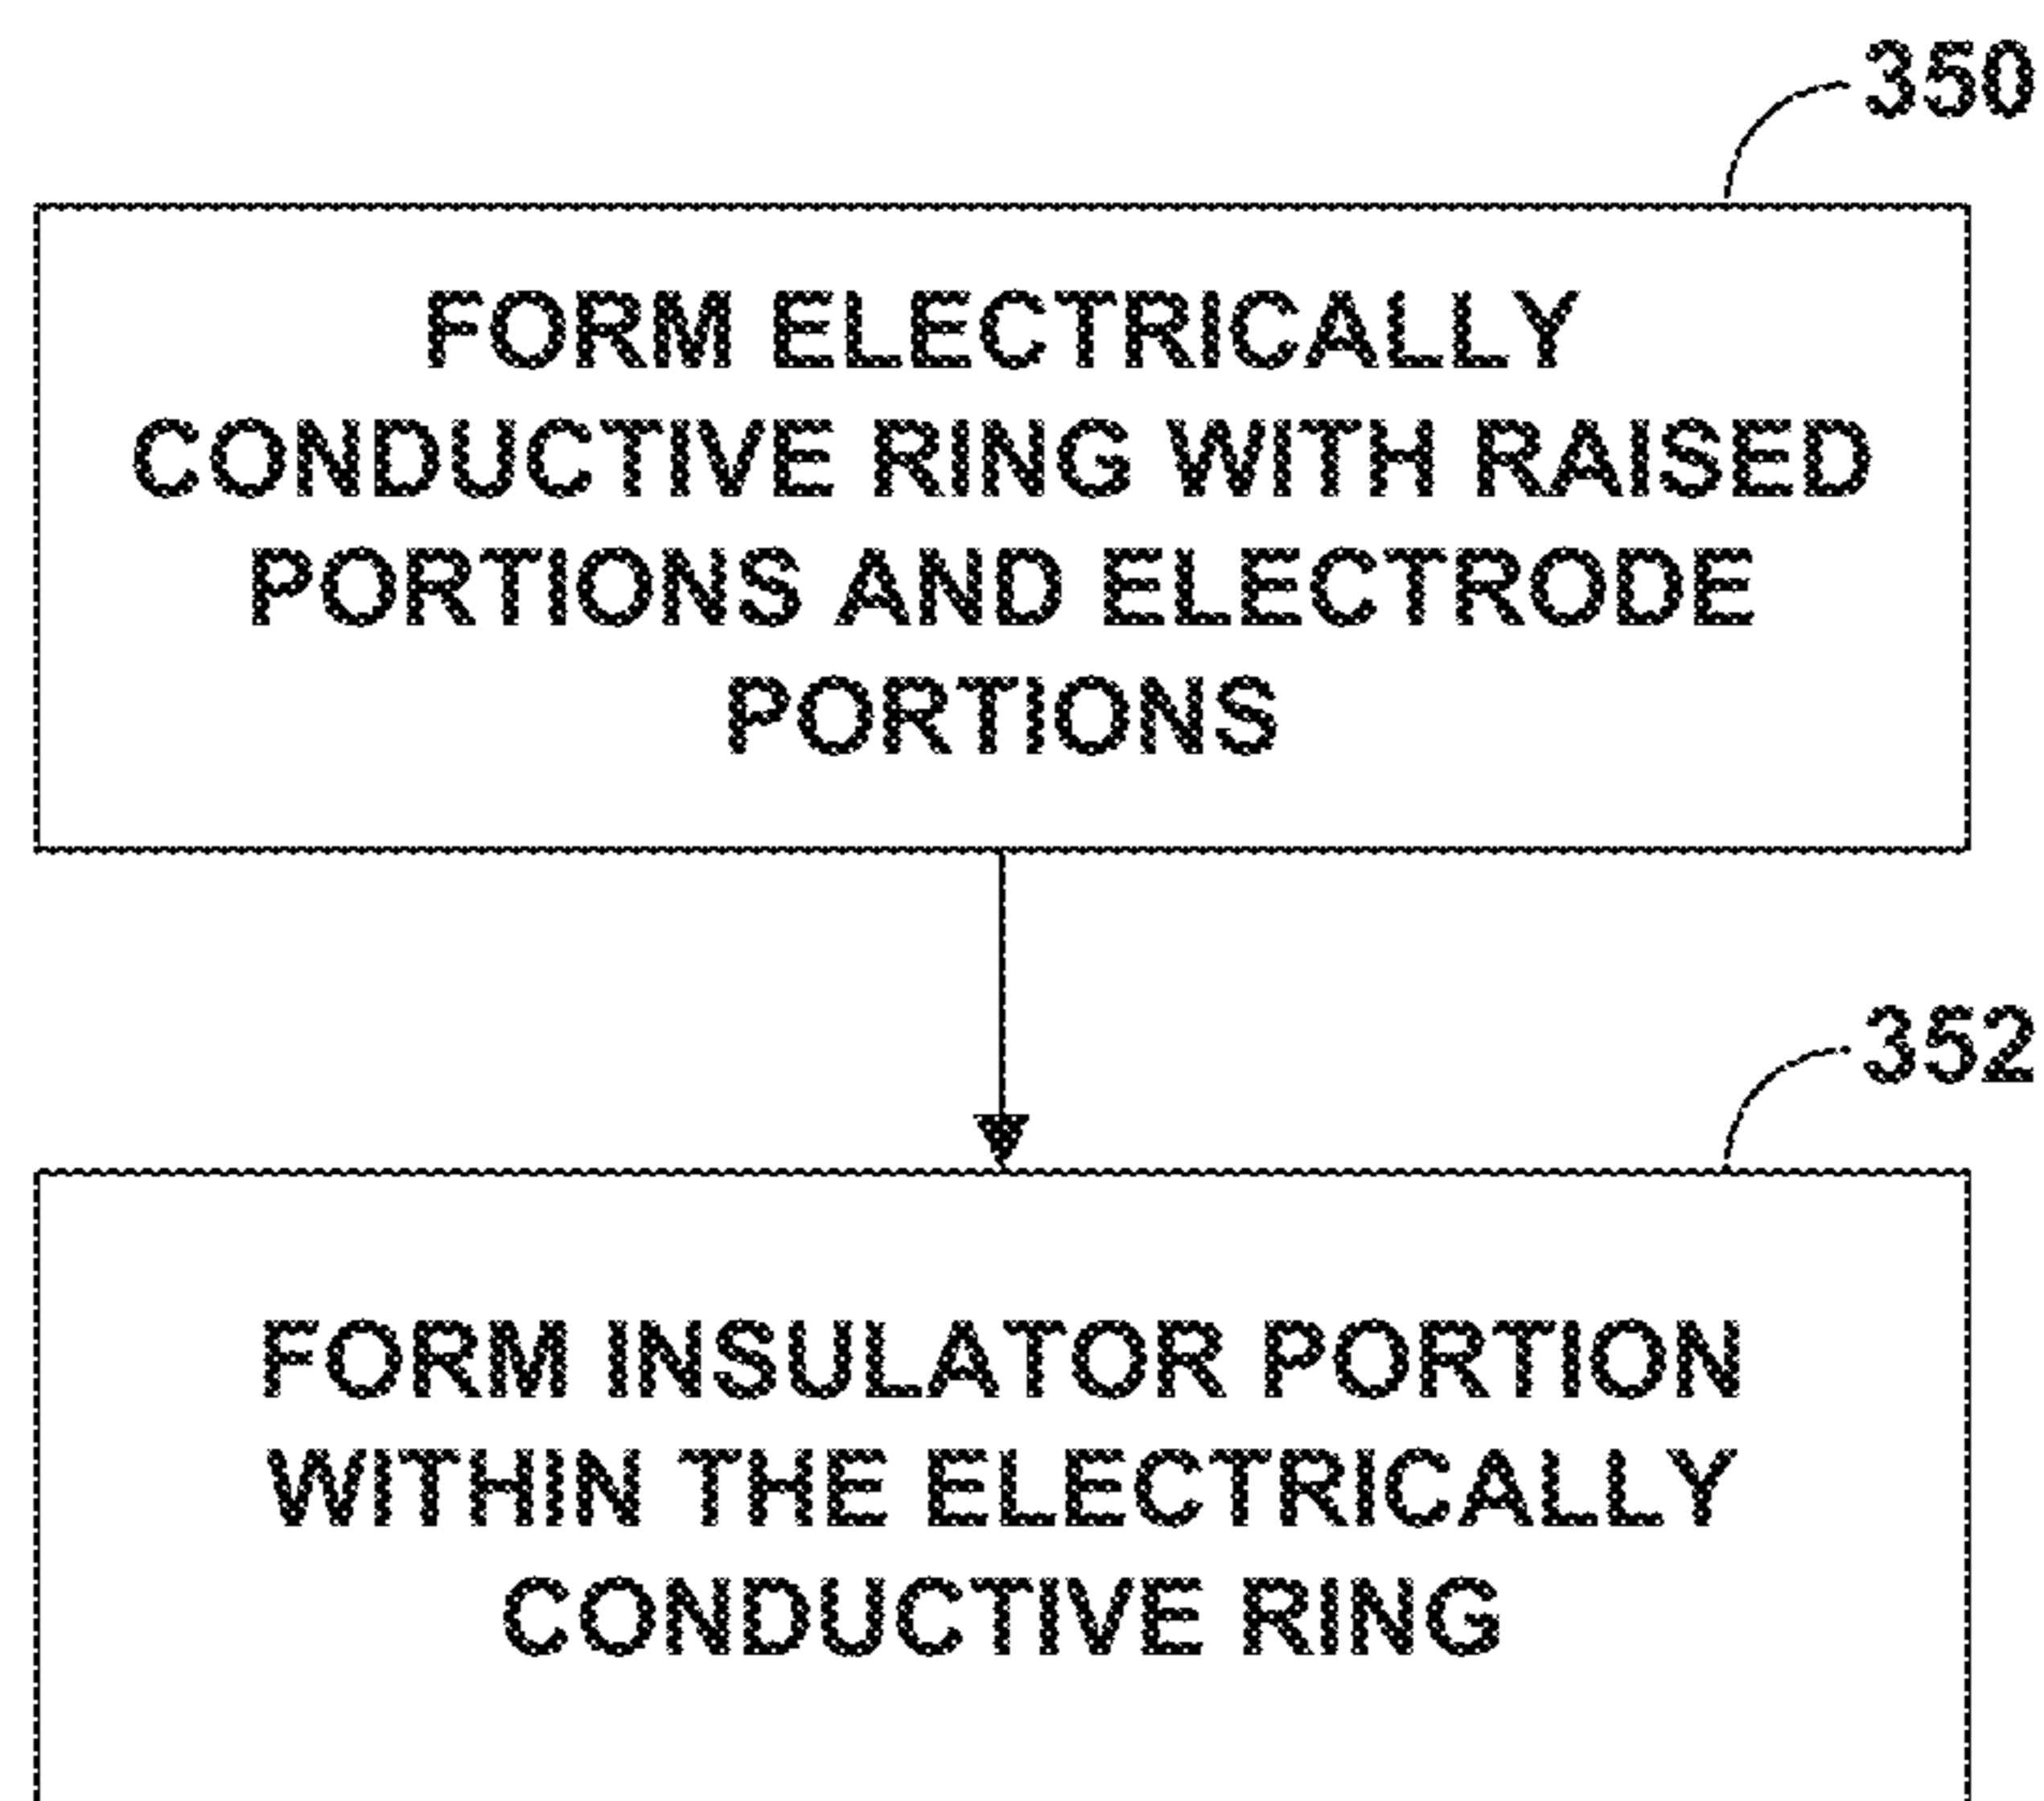 350
FORM ELECTRICALLY
CONDUCTIVE RING WITH RAISED
PORTIONS AND ELECTRODE
PORTIONS
352
FORM INSULATOR PORTION
WITHIN THE ELECTRICALLY
CONDUCTIVE RING